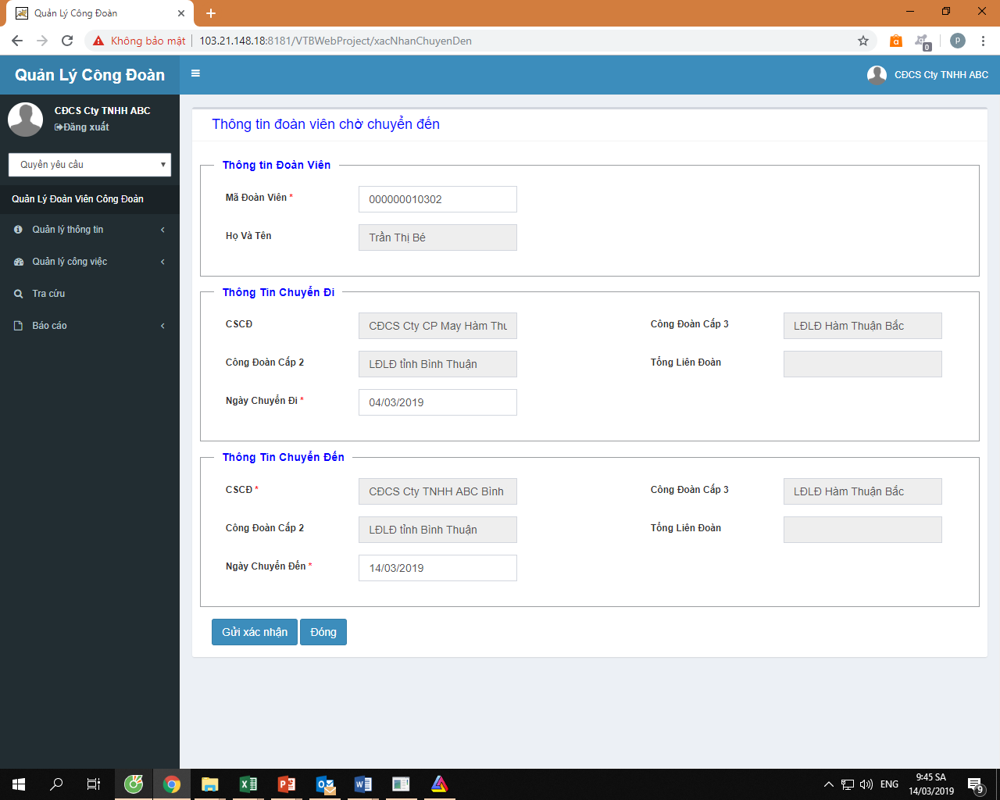 Quản Lý Công Đoàn
Không bảo mật
103.21.148.18:8181/VTBWebProject/xacNhanChuyenDen
0
p
Quản Lý Công Đoàn
CĐCS Cty TNHH ABC
CĐCS Cty TNHH ABC
Đăng xuất
Quyền yêu cầu
Quản Lý Đoàn Viên Công Đoàn
Quản lý thông tin
Quản lý công việc
Tra cứu
Báo cáo
Thông tin đoàn viên chờ chuyển đến
Thông tin Đoàn Viên
Mã Đoàn Viên *
000000010302
Họ Và Tên
Trần Thị Bé
Thông Tin Chuyển Đi
CSCĐ
CĐCS Cty CP May Hàm Thu
Công Đoàn Cấp 3
LĐLĐ Hàm Thuận Bắc
Công Đoàn Cấp 2
LĐLĐ tỉnh Bình Thuận
Tổng Liên Đoàn
Ngày Chuyển Đi *
04/03/2019
Thông Tin Chuyển Đến
CSCĐ *
CĐCS Cty TNHH ABC Bình
Công Đoàn Cấp 3
LĐLĐ Hàm Thuận Bắc
Công Đoàn Cấp 2
LĐLĐ tỉnh Bình Thuận
Tổng Liên Đoàn
Ngày Chuyển Đến *
14/03/2019
Gửi xác nhận
Đóng
ENG
9:45 SA
14/03/2019
9